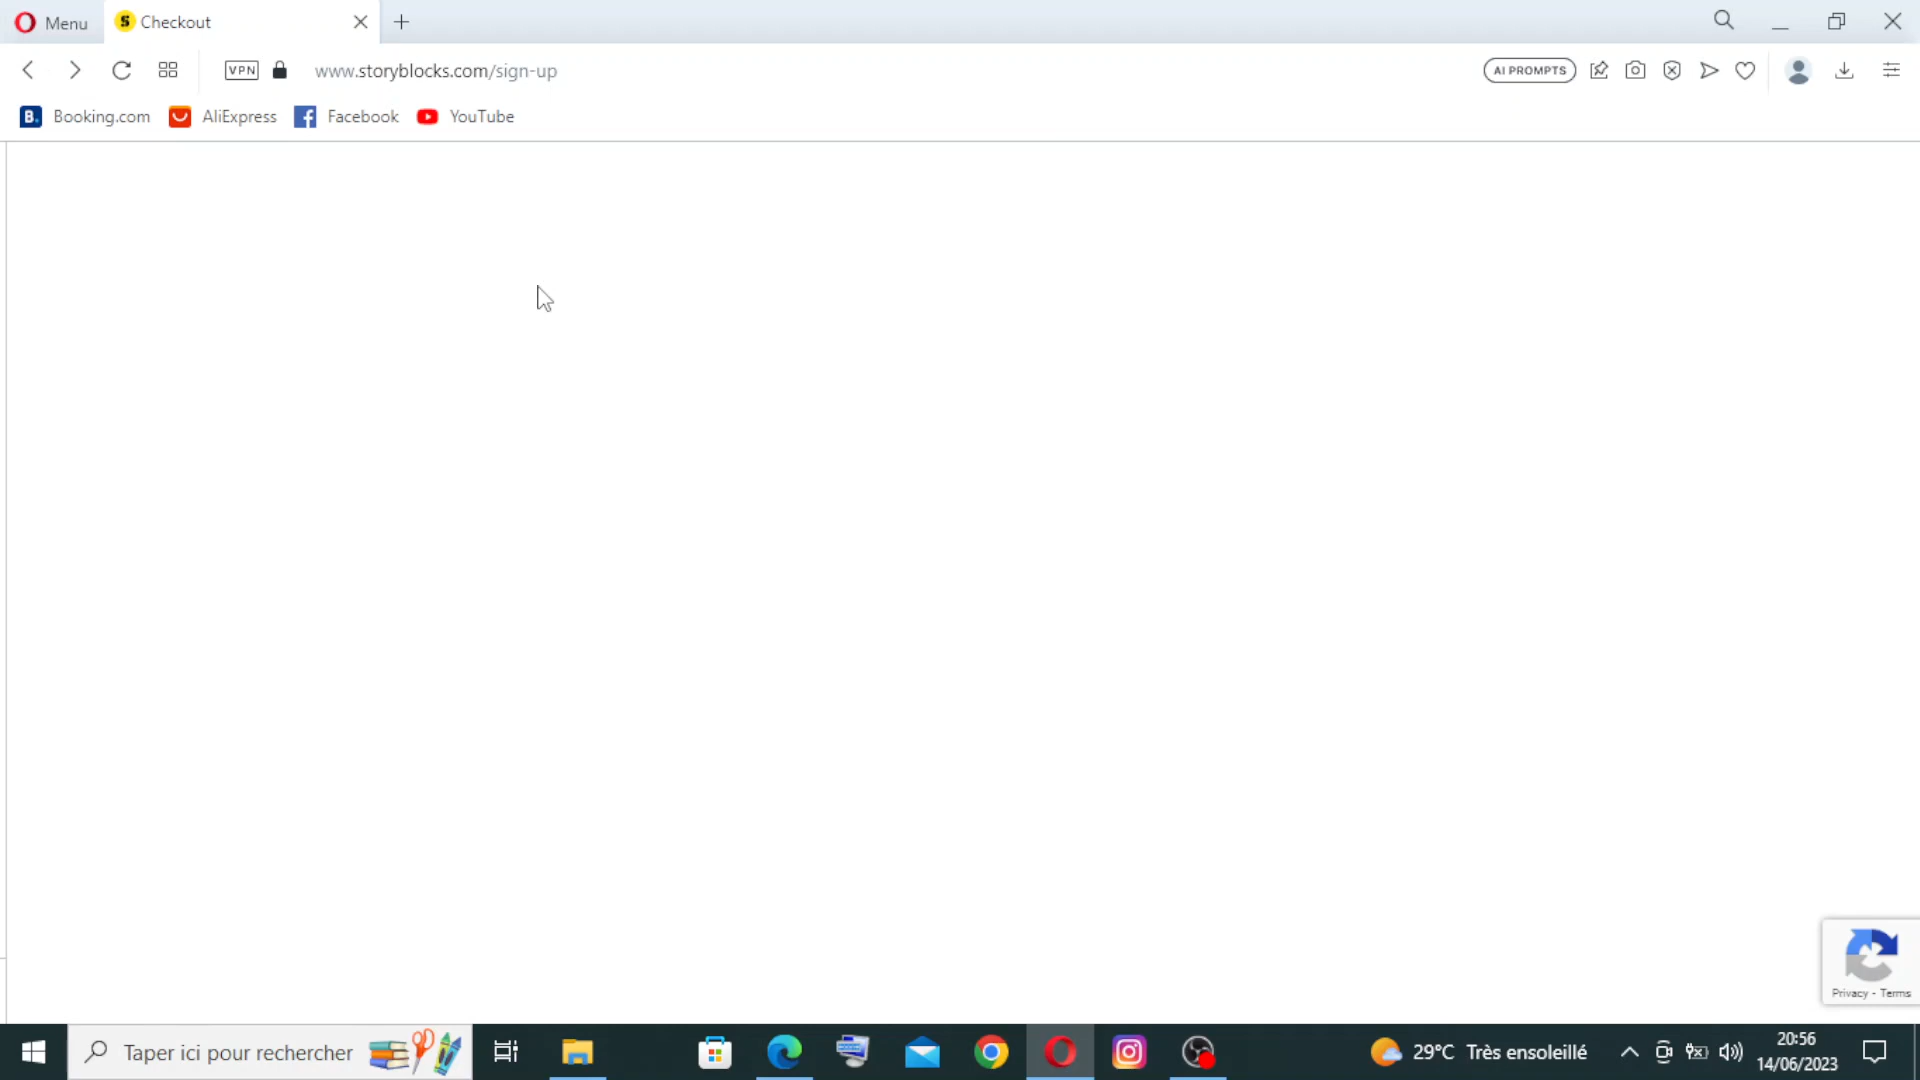 Menu
Checkout
VPN
www.storyblocks.com/sign-up
AI PROMPTS
B. Booking.com
AliExpress
Facebook
YouTube
Privacy - Terms
Taper ici pour rechercher
29°C Très ensoleillé
20:56
14/06/2023